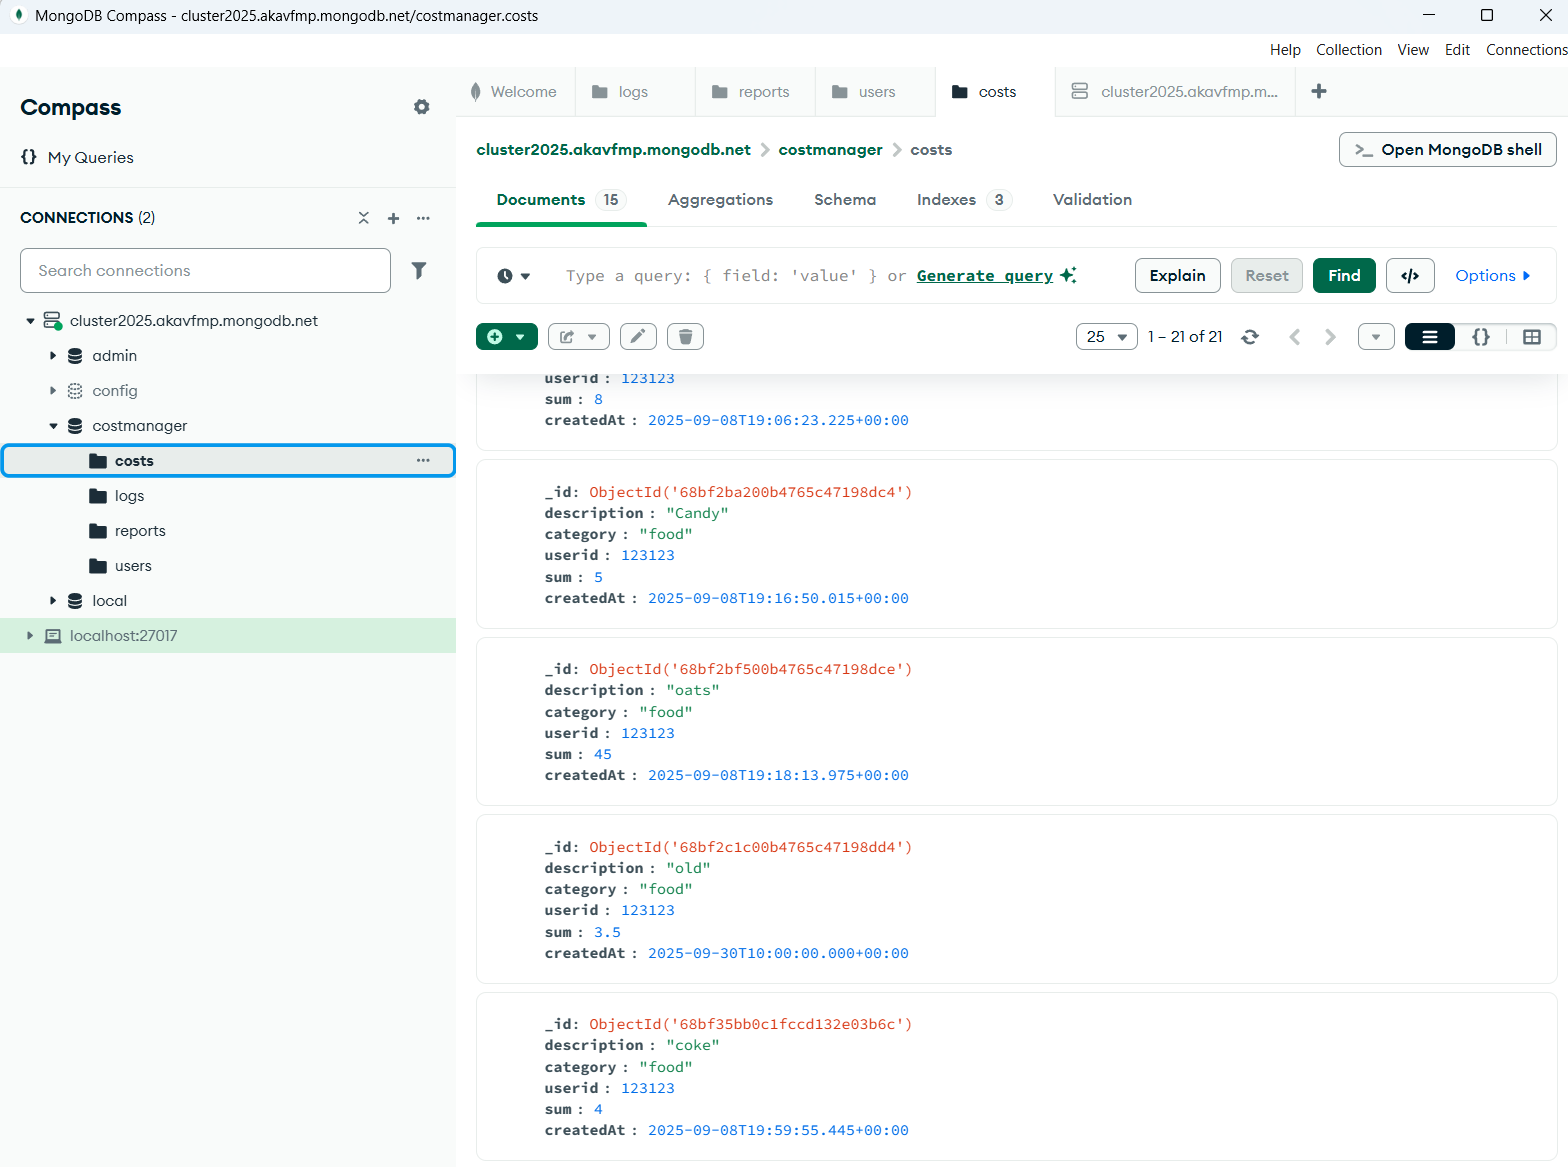 MongoDB Compass - cluster2025.akavfmp.mongodb.net/costmanager.costs
Help Collection View Edit Connections
Compass
My Queries
CONNECTIONS (2)
Search connections
cluster2025.akavfmp.mongodb.net
admin
config
costmanager
costs
logs
reports
users
local
localhost:27017
Welcome logs reports users costs cluster2025.akavfmp.m...
cluster2025.akavfmp.mongodb.net > costmanager > costs
>_ Open MongoDB shell
Documents 15 Aggregations Schema Indexes 3 Validation
Type a query: { field: 'value' } or Generate query
Explain Reset Find </> Options
25 1 – 21 of 21 {}
userid : 123123
sum : 8
createdAt : 2025-09-08T19:06:23.225+00:00
_id: ObjectId('68bf2ba200b4765c47198dc4')
description : "Candy"
category : "food"
userid : 123123
sum : 5
createdAt : 2025-09-08T19:16:50.015+00:00
_id: ObjectId('68bf2bf500b4765c47198dce')
description : "oats"
category : "food"
userid : 123123
sum : 45
createdAt : 2025-09-08T19:18:13.975+00:00
_id: ObjectId('68bf2c1c00b4765c47198dd4')
description : "old"
category : "food"
userid : 123123
sum : 3.5
createdAt : 2025-09-30T10:00:00.000+00:00
_id: ObjectId('68bf35bb0c1fccd132e03b6c')
description : "coke"
category : "food"
userid : 123123
sum : 4
createdAt : 2025-09-08T19:59:55.445+00:00